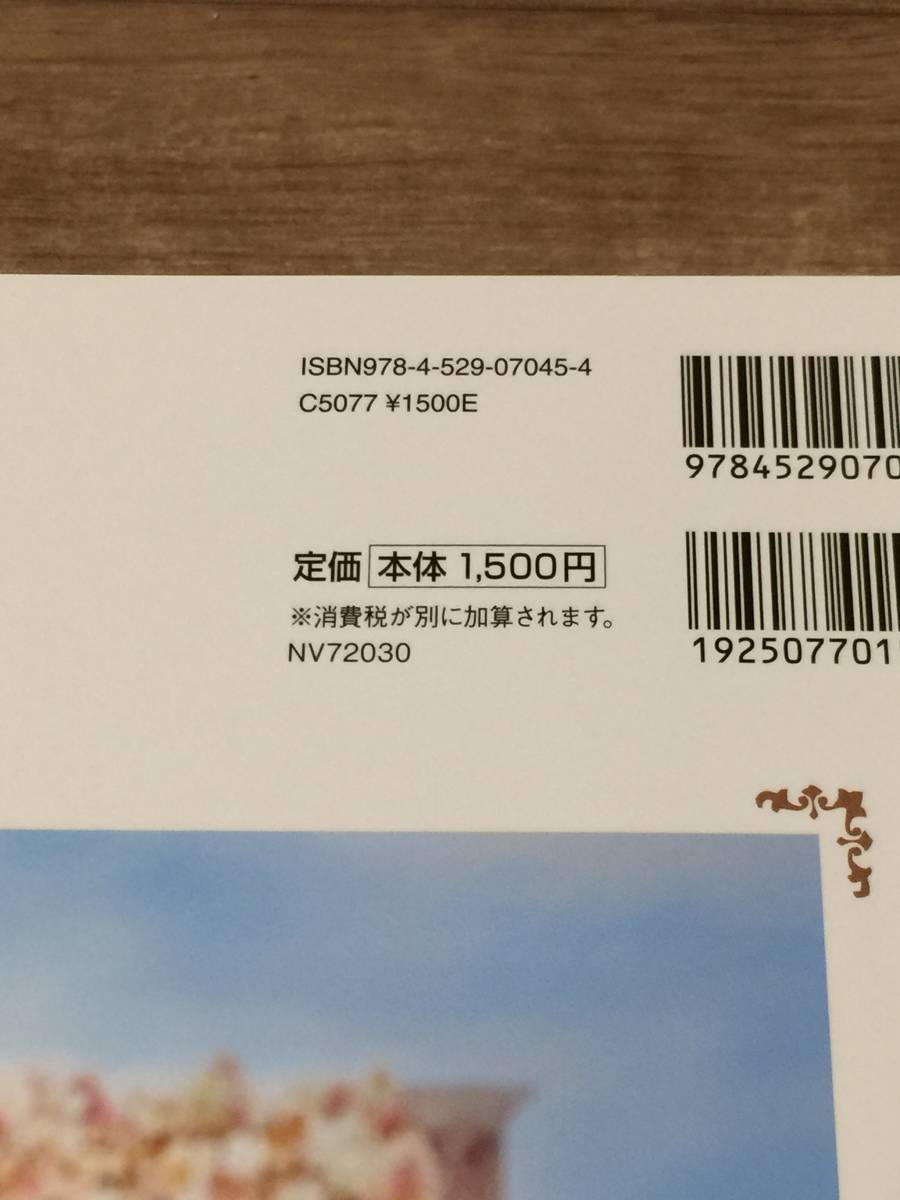 ISBN978-4-529-07045-4
C5077 ¥1500E
9784529070
定価 本体 1,500円
※消費税が別に加算されます。
NV72030
19250770